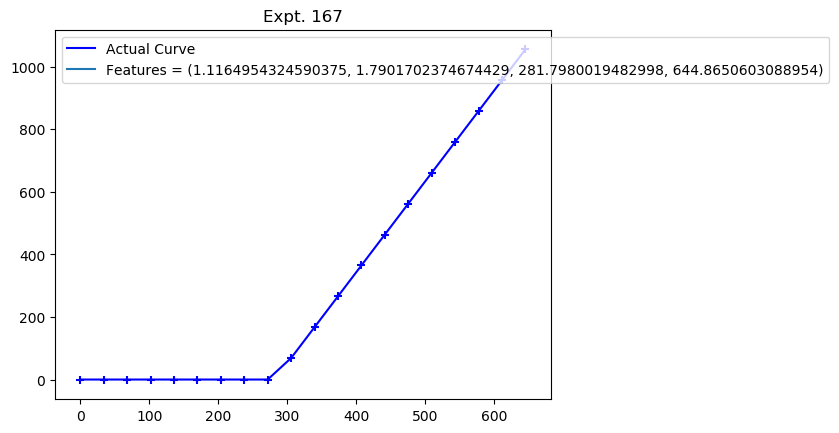 Expt. 167
Actual Curve
Features = (1.1164954324590375, 1.7901702374674429, 281.7980019482998, 644.8650603088954)
1000
800
600
400
200
0
0 100 200 300 400 500 600